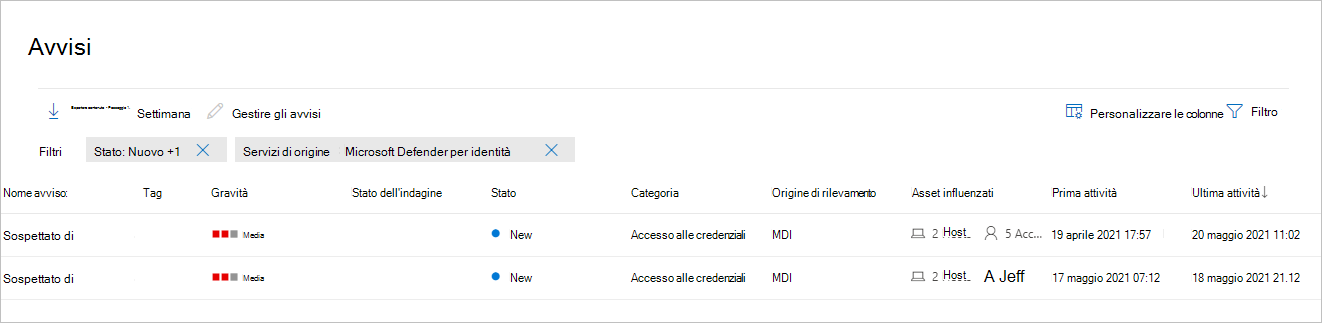 Avvisi
Settimana Gestire gli avvisi Personalizzare le colonne Filtro
Filtri Stato: Nuovo +1 Servizi di origine Microsoft Defender per identità
Nome avviso: Tag Gravità Stato dell'indagine Stato Categoria Origine di rilevamento Asset influenzati Prima attività Ultima attività
Sospettato di Media New Accesso alle credenziali MDI 2 Host 5 Acc... 19 aprile 2021 17:57 20 maggio 2021 11:02
Sospettato di Media New Accesso alle credenziali MDI 2 Host A Jeff 17 maggio 2021 07:12 18 maggio 2021 21.12